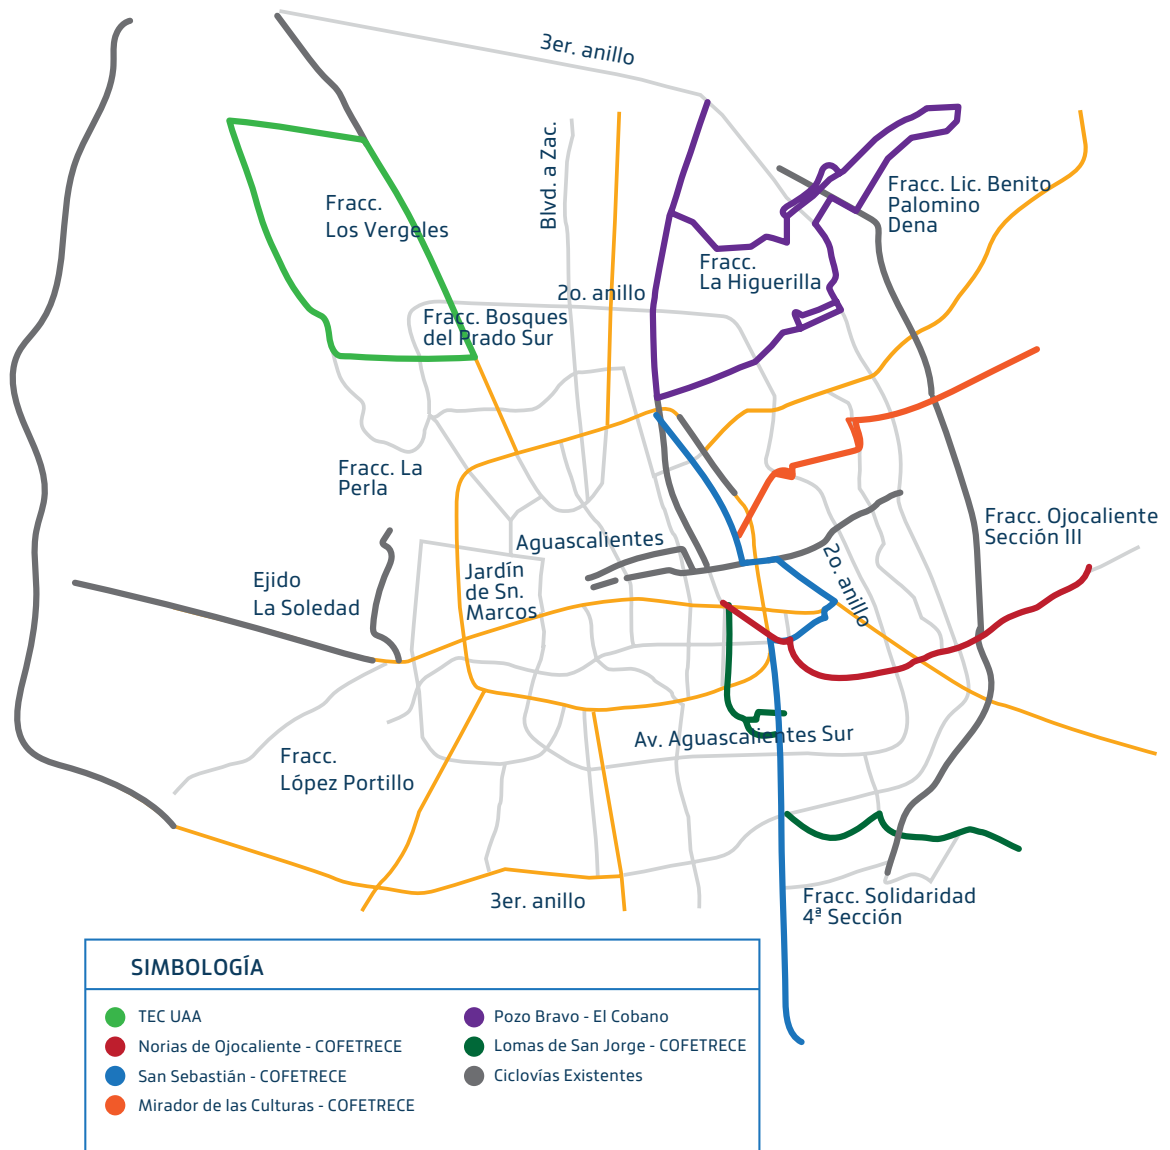 3er. anillo
Blvd. a Zac.
Fracc. Lic. Benito
Palomino
Dena
Fracc.
Los Vergeles
Fracc.
La Higuerilla
2o. anillo
Fracc. Bosques
del Prado Sur
Fracc. La
Perla
Fracc. Ojocaliente
Sección III
Aguascalientes
2o. anillo
Jardín
de Sn.
Marcos
Ejido
La Soledad
Av. Aguascalientes Sur
Fracc.
López Portillo
3er. anillo
Fracc. Solidaridad
4ª Sección
SIMBOLOGÍA
TEC UAA
Norias de Ojocaliente - COFETRECE
San Sebastián - COFETRECE
Mirador de las Culturas - COFETRECE
Pozo Bravo - El Cobano
Lomas de San Jorge - COFETRECE
Ciclovías Existentes